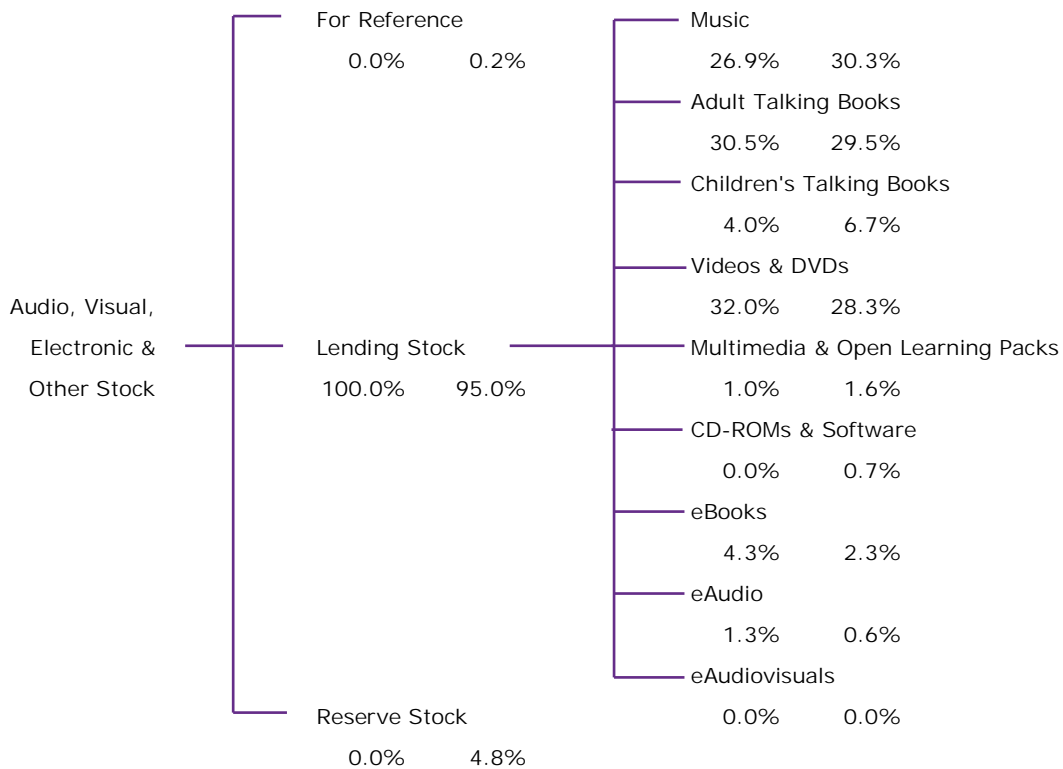 Audio, Visual,
Electronic &
Other Stock
For Reference
0.0% 0.2%
Lending Stock
100.0% 95.0%
Reserve Stock
0.0% 4.8%
Music
26.9% 30.3%
Adult Talking Books
30.5% 29.5%
Children's Talking Books
4.0% 6.7%
Videos & DVDs
32.0% 28.3%
Multimedia & Open Learning Packs
1.0% 1.6%
CD-ROMs & Software
0.0% 0.7%
eBooks
4.3% 2.3%
eAudio
1.3% 0.6%
eAudiovisuals
0.0% 0.0%